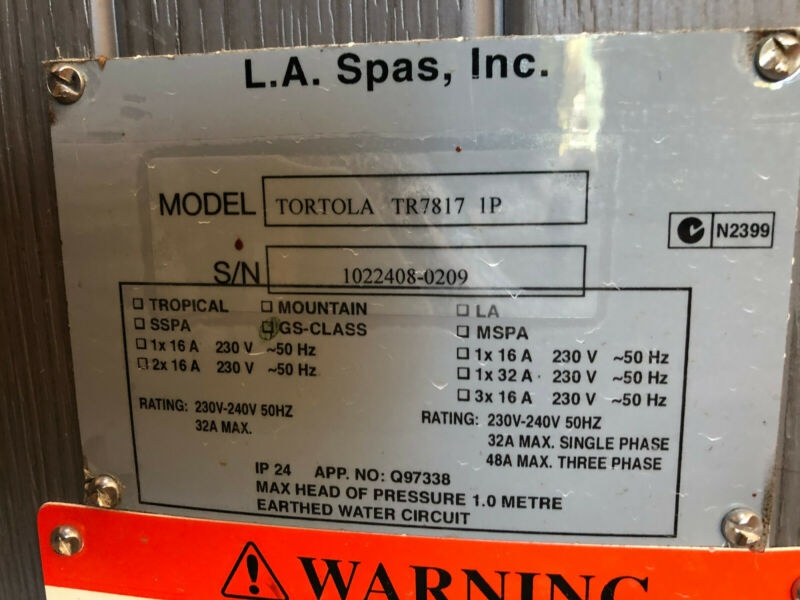 L.A. Spas, Inc.
MODEL TORTOLA TR7817 1P
N2399
S/N 1022408-0209
☐ TROPICAL ☐ MOUNTAIN ☐ LA
☐ SSPA ☐ GS-CLASS ☐ MSPA
☐ 1x 16 A 230 V ~50 Hz
☐ 2x 16 A 230 V ~50 Hz
☐ 1x 16 A 230 V ~50 Hz
☐ 1x 32 A 230 V ~50 Hz
☐ 3x 16 A 230 V ~50 Hz
RATING: 230V-240V 50HZ
32A MAX.
RATING: 230V-240V 50HZ
32A MAX. SINGLE PHASE
48A MAX. THREE PHASE
IP 24 APP. NO: Q97338
MAX HEAD OF PRESSURE 1.0 METRE
EARTHED WATER CIRCUIT
WARNING